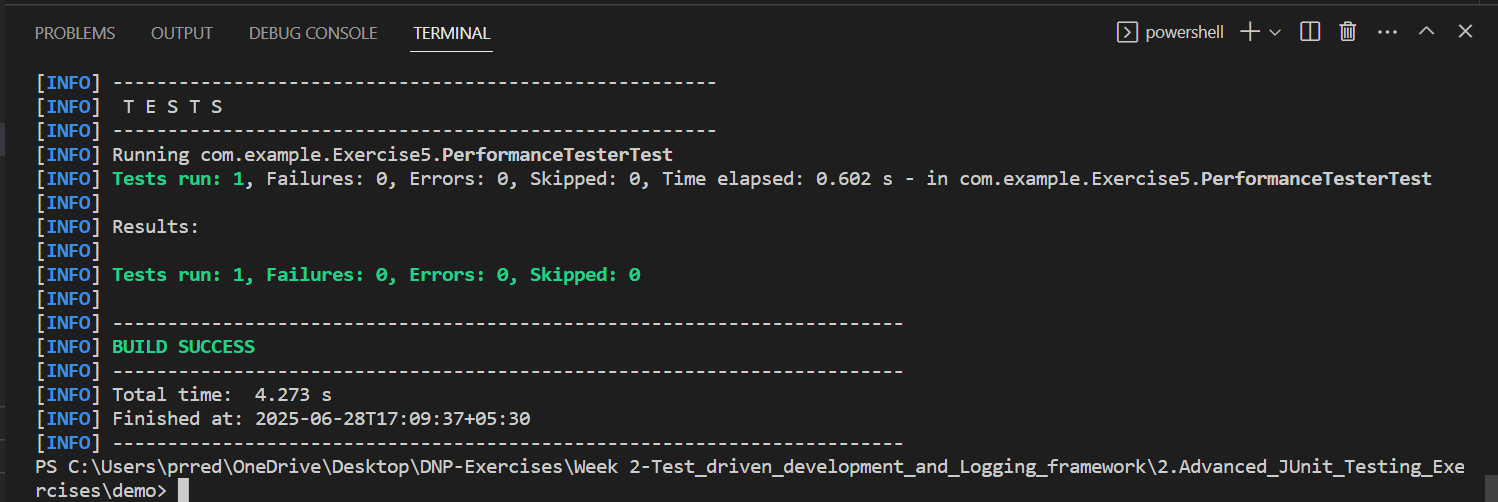 PROBLEMS OUTPUT DEBUG CONSOLE TERMINAL powershell
[INFO] -------------------------------------------------------
[INFO]  T E S T S
[INFO] -------------------------------------------------------
[INFO] Running com.example.Exercise5.PerformanceTesterTest
[INFO] Tests run: 1, Failures: 0, Errors: 0, Skipped: 0, Time elapsed: 0.602 s - in com.example.Exercise5.PerformanceTesterTest
[INFO]
[INFO] Results:
[INFO]
[INFO] Tests run: 1, Failures: 0, Errors: 0, Skipped: 0
[INFO]
[INFO] ------------------------------------------------------------------------
[INFO] BUILD SUCCESS
[INFO] ------------------------------------------------------------------------
[INFO] Total time:  4.273 s
[INFO] Finished at: 2025-06-28T17:09:37+05:30
[INFO] ------------------------------------------------------------------------
PS C:\Users\prred\OneDrive\Desktop\DNP-Exercises\Week 2-Test_driven_development_and_Logging_framework\2.Advanced_JUnit_Testing_Exe
rcises\demo>